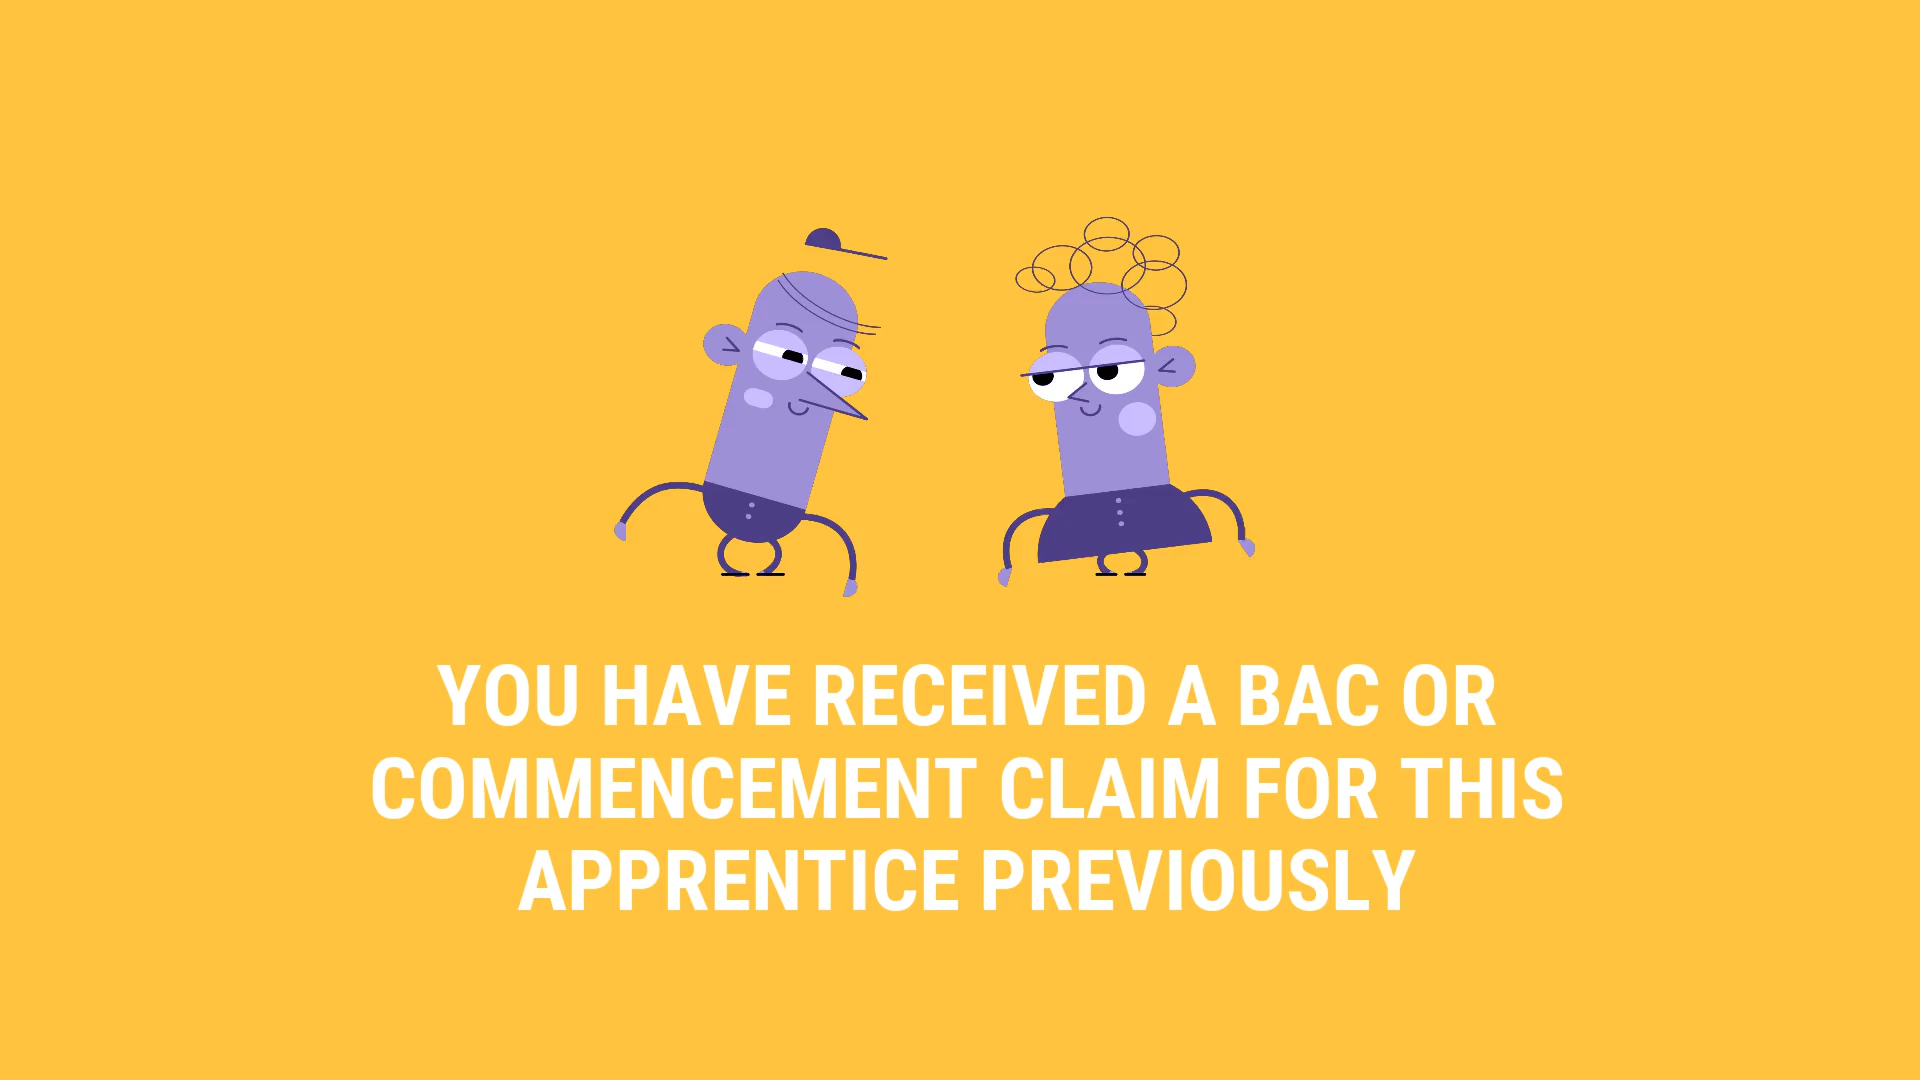 YOU HAVE RECEIVED A BAC OR
COMMENCEMENT CLAIM FOR THIS
APPRENTICE PREVIOUSLY